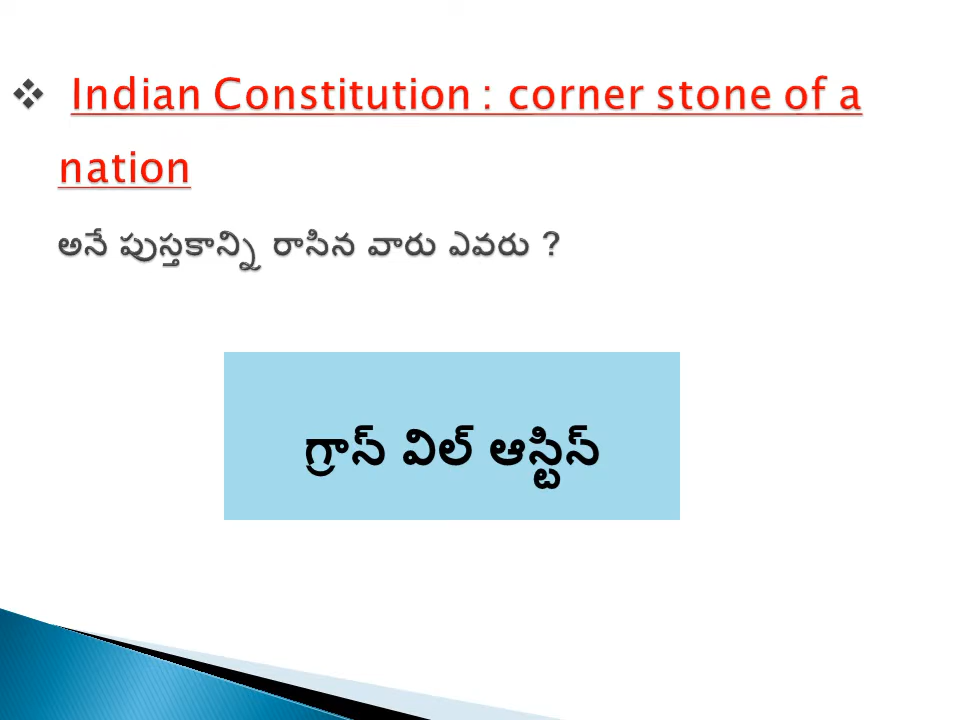 ❖ Indian Constitution : corner stone of a
nation
అనే పుస్తకాన్ని రాసిన వారు ఎవరు ?
గ్రాస్ విల్ ఆస్టిస్